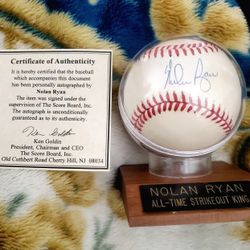 Certificate of Authenticity
It is hereby certified that the baseball
which accompanies this document has
been personally autographed by
Nolan Ryan
The item was signed under the
supervision of The Score Board, Inc.
The autograph is unconditionally
guaranteed as to its authenticity.
Ken Goldin
Ken Goldin
President, Chairman and CEO
The Score Board, Inc.
Old Cuthbert Road Cherry Hill, NJ 08034
Nolan Ryan
NOLAN RYAN
ALL-TIME STRIKEOUT KING